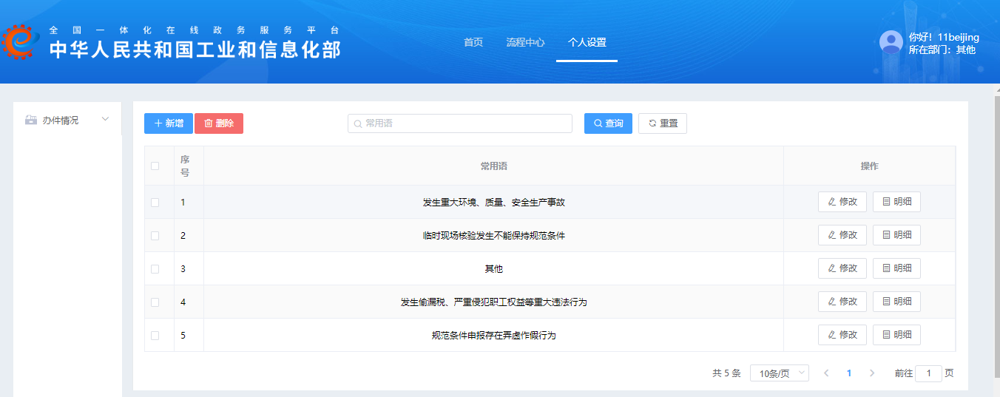 全国一体化在线政务服务平台
中华人民共和国工业和信息化部
首页 流程中心 个人设置
你好！11beijing
所在部门：其他
办件情况
新增 删除 常用语 查询 重置
序号 常用语 操作
1 发生重大环境、质量、安全生产事故 修改 明细
2 临时现场核验发生不能保持规范条件 修改 明细
3 其他 修改 明细
4 发生偷漏税、严重侵犯职工权益等重大违法行为 修改 明细
5 规范条件申报存在弄虚作假行为 修改 明细
共 5 条 10条/页 1 前往 1 页